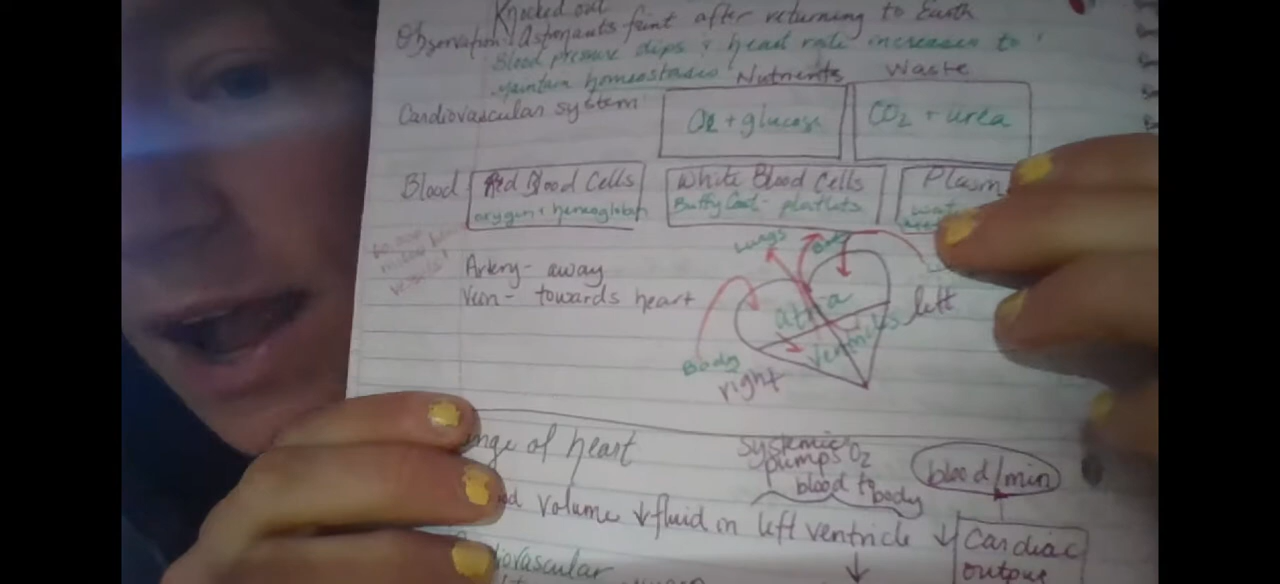 Knocked out
Observation: Astronauts faint after returning to Earth
Blood pressure dips & heart rate increases to
maintain homeostasis
Nutrients Waste
Cardiovascular system
O2 + glucose CO2 + urea
Blood Red Blood Cells White Blood Cells
oxygen + hemoglobin Buffy Coat - platlets
Lungs
Artery - away
Vein - towards heart
atria
left
ventricles
Body
right
of heart
systemic
pumps O2
blood to body
blood/min
volume ↓ fluid in left ventricle ↓ Cardiac
output